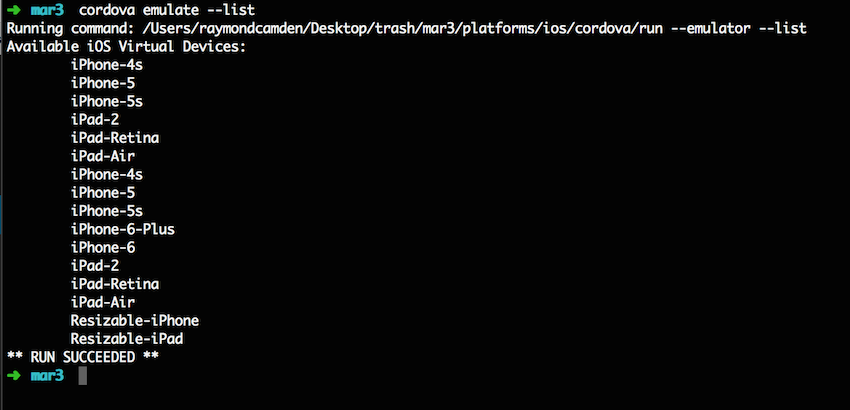 ➜ mar3 cordova emulate --list
Running command: /Users/raymondcamden/Desktop/trash/mar3/platforms/ios/cordova/run --emulator --list
Available iOS Virtual Devices:
iPhone-4s
iPhone-5
iPhone-5s
iPad-2
iPad-Retina
iPad-Air
iPhone-4s
iPhone-5
iPhone-5s
iPhone-6-Plus
iPhone-6
iPad-2
iPad-Retina
iPad-Air
Resizable-iPhone
Resizable-iPad
** RUN SUCCEEDED **
➜ mar3